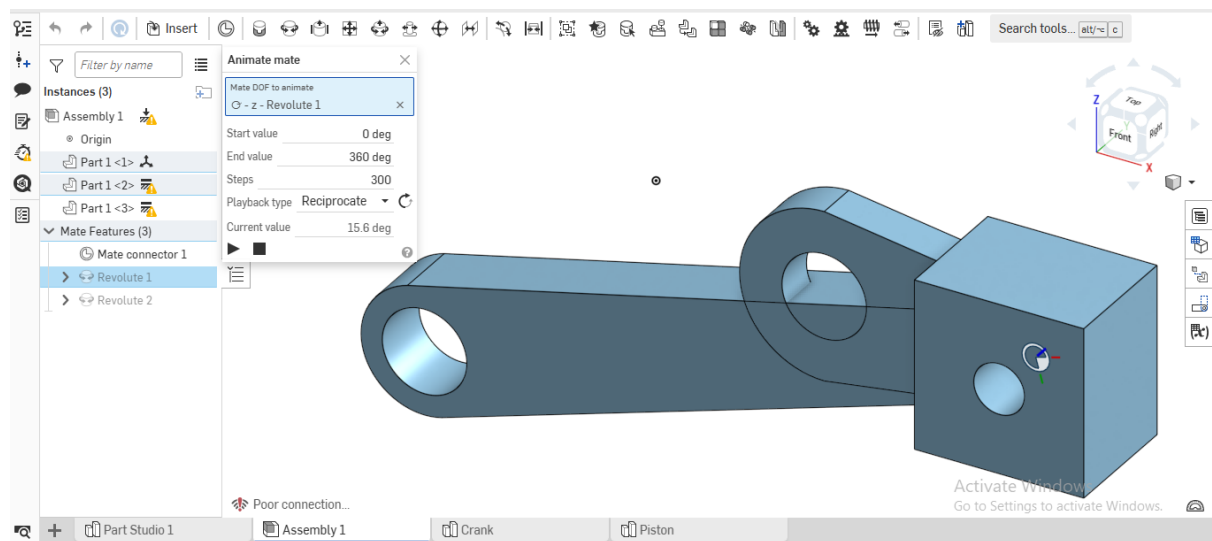 Insert
Search tools... alt/~ c
Filter by name
Animate mate
Mate DOF to animate
- z - Revolute 1
Instances (3)
Assembly 1
Origin
Part 1 <1>
Part 1 <2>
Part 1 <3>
Mate Features (3)
Mate connector 1
Revolute 1
Revolute 2
Start value 0 deg
End value 360 deg
Steps 300
Playback type Reciprocate
Current value 15.6 deg
Z
Top
Y
Front
Right
X
(x)
Activate Windows
Go to Settings to activate Windows.
Poor connection...
Part Studio 1
Assembly 1
Crank
Piston